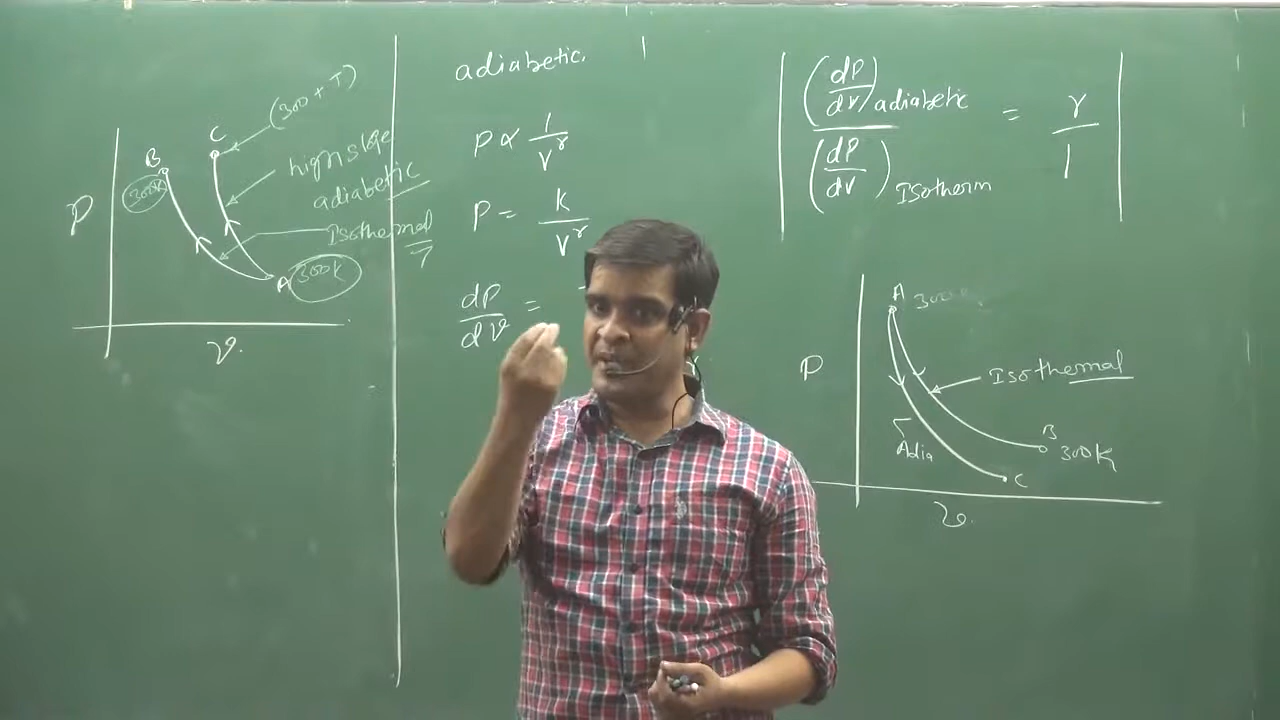 (300 + T)
C
B
300K
high slope
adiabetic
Isothermal
P
A 300K
V.
adiabetic.
P ∝ 1/V^γ
P = K/V^γ
dP/dV = -
(dP/dV) adiabetic / (dP/dV) Isotherm = γ/1
A 300K.
P
Isothermal
B
300K
Adia
C
V.